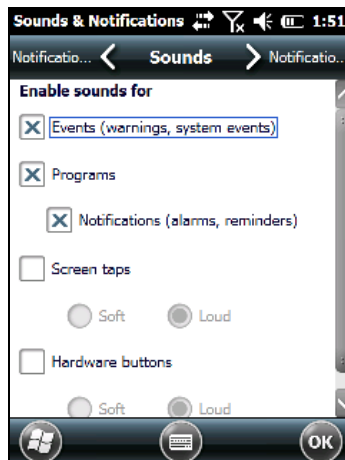 Sounds & Notifications 1:51
Notificatio... Sounds Notificatio..
Enable sounds for
Events (warnings, system events)
Programs
Notifications (alarms, reminders)
Screen taps
Soft Loud
Hardware buttons
Soft Loud
OK